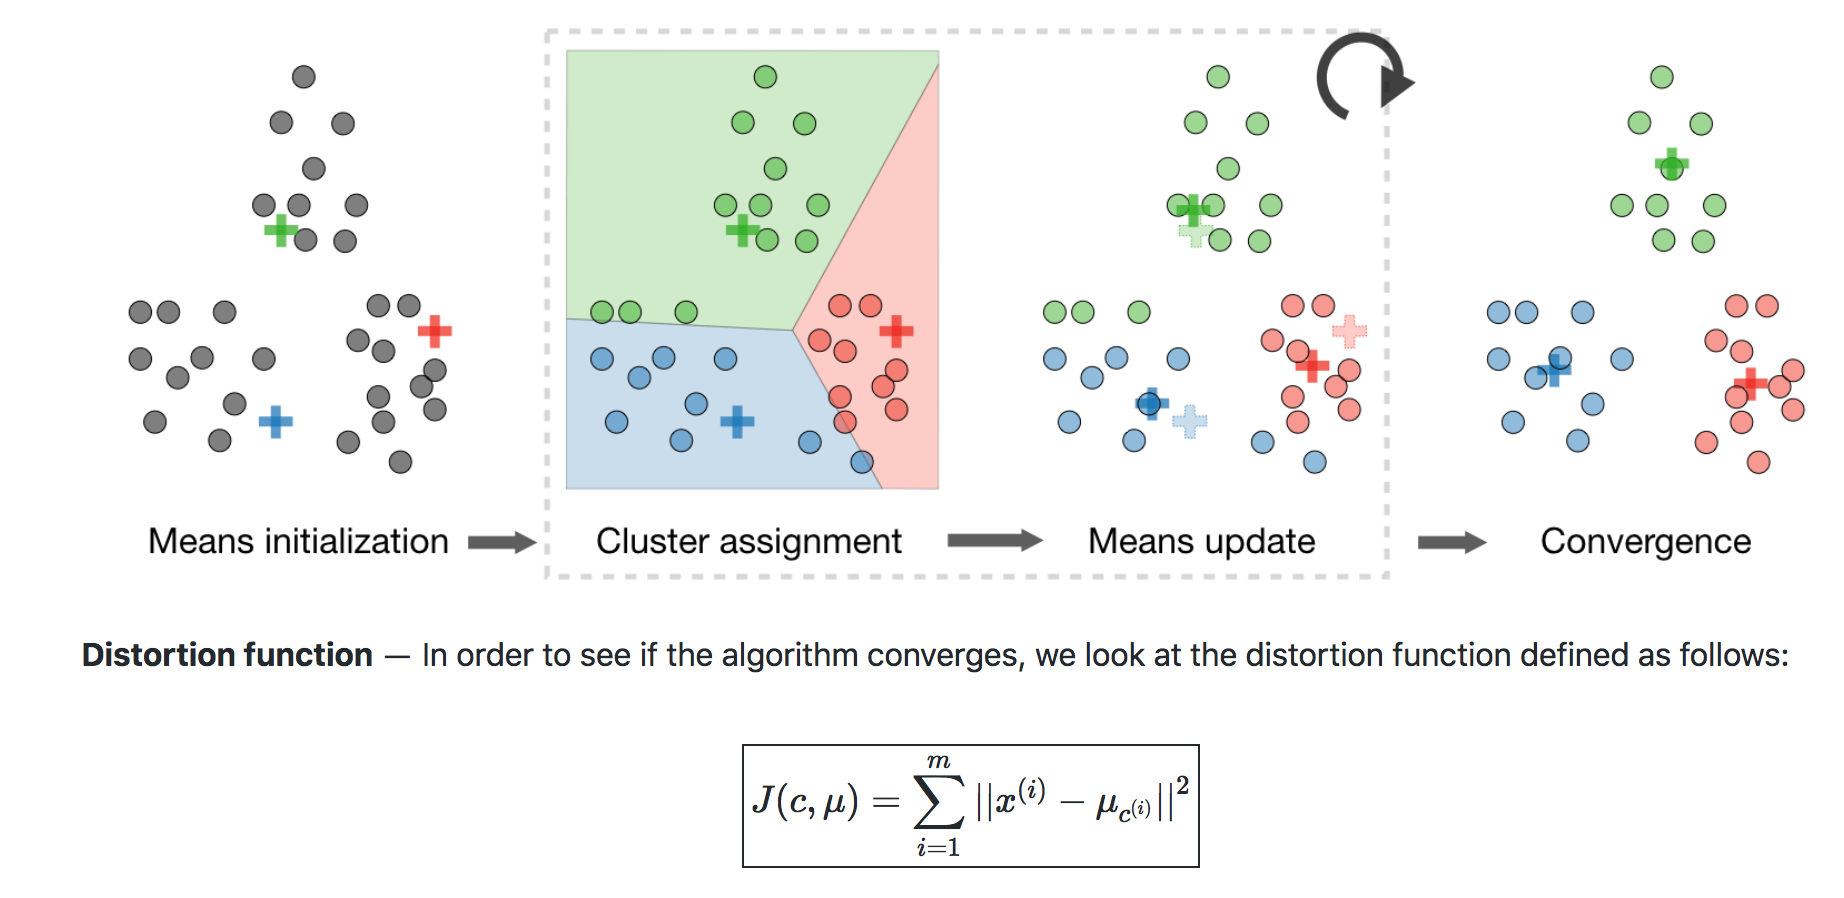 Means initialization Cluster assignment Means update Convergence
Distortion function — In order to see if the algorithm converges, we look at the distortion function defined as follows:
J(c, μ) = ∑_{i=1}^{m} ||x^{(i)} − μ_{c^{(i)}}||^2